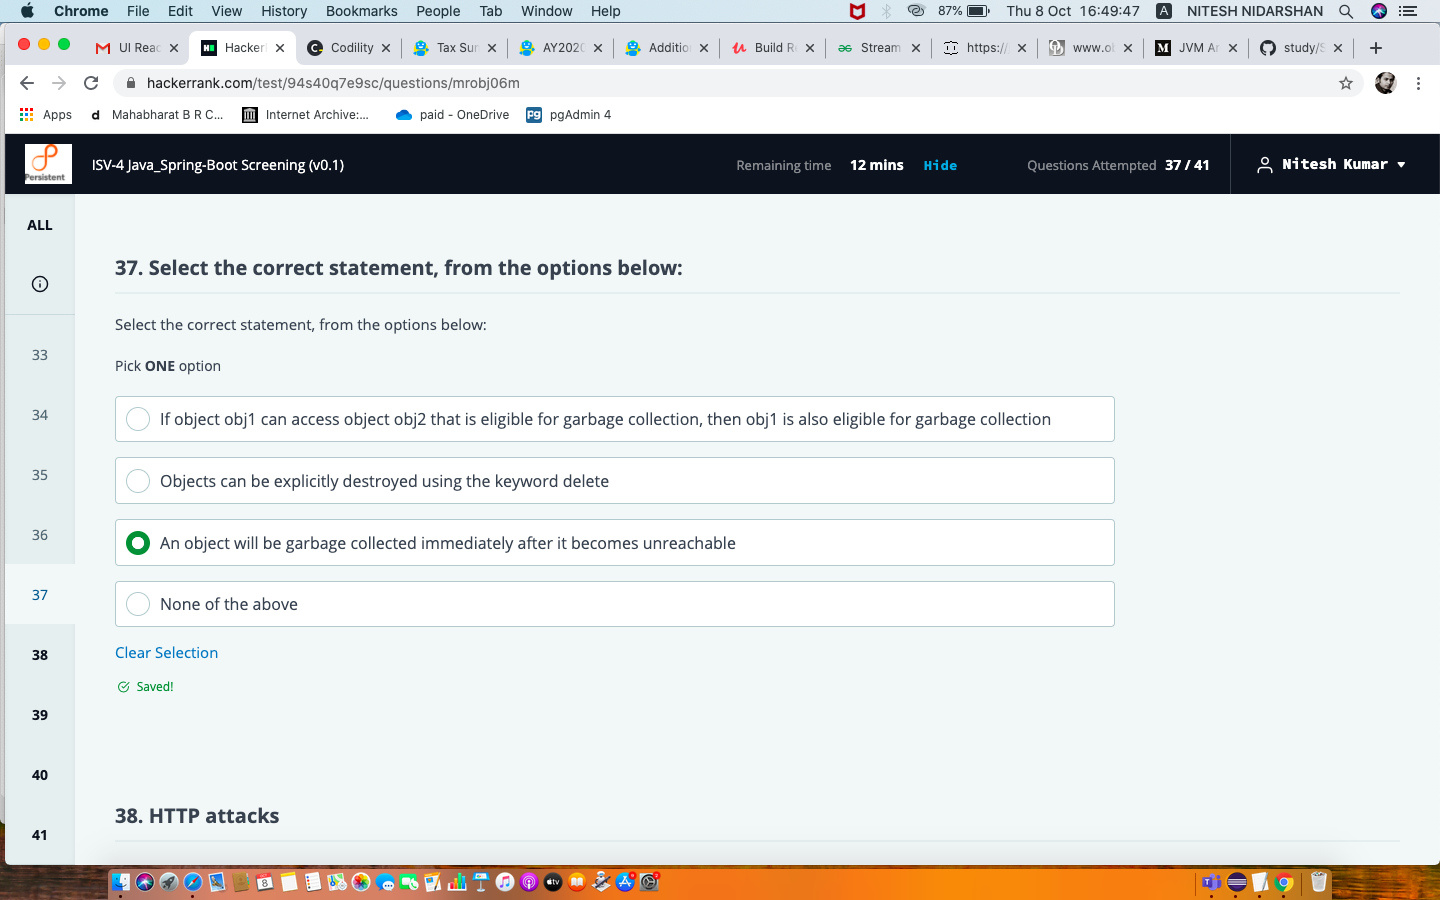 Chrome File Edit View History Bookmarks People Tab Window Help 87% Thu 8 Oct 16:49:47 A NITESH NIDARSHAN
UI Reac Hacker Codility Tax Sur AY202 Additio Build R Stream https:// www.o JVM Ar study/S
hackerrank.com/test/94s40q7e9sc/questions/mrobj06m
Apps Mahabharat B R C... Internet Archive:... paid - OneDrive pgAdmin 4
Persistent ISV-4 Java_Spring-Boot Screening (v0.1) Remaining time 12 mins Hide Questions Attempted 37 / 41 Nitesh Kumar
ALL
33
34
35
36
37
38
39
40
41
37. Select the correct statement, from the options below:
Select the correct statement, from the options below:
Pick ONE option
If object obj1 can access object obj2 that is eligible for garbage collection, then obj1 is also eligible for garbage collection
Objects can be explicitly destroyed using the keyword delete
An object will be garbage collected immediately after it becomes unreachable
None of the above
Clear Selection
Saved!
38. HTTP attacks